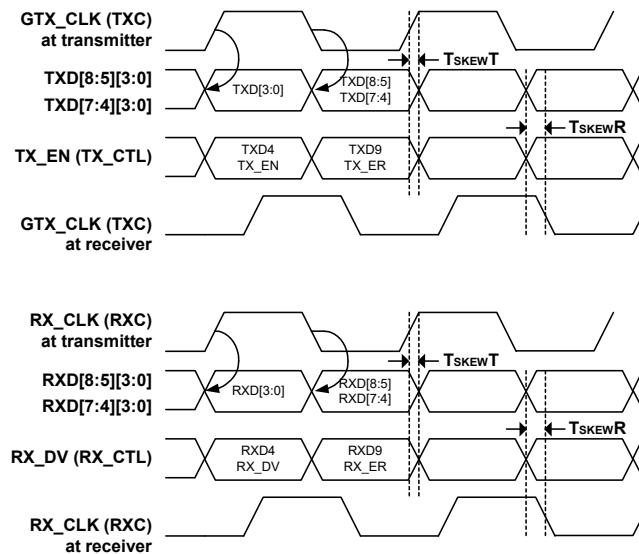 GTX_CLK (TXC)
at transmitter
TSKEWT
TXD[8:5][3:0]
TXD[7:4][3:0]
TXD[3:0]
TXD[8:5]
TXD[7:4]
TSKEWR
TX_EN (TX_CTL)
TXD4
TX_EN
TXD9
TX_ER
GTX_CLK (TXC)
at receiver
RX_CLK (RXC)
at transmitter
TSKEWT
RXD[8:5][3:0]
RXD[7:4][3:0]
RXD[3:0]
RXD[8:5]
RXD[7:4]
TSKEWR
RX_DV (RX_CTL)
RXD4
RX_DV
RXD9
RX_ER
RX_CLK (RXC)
at receiver